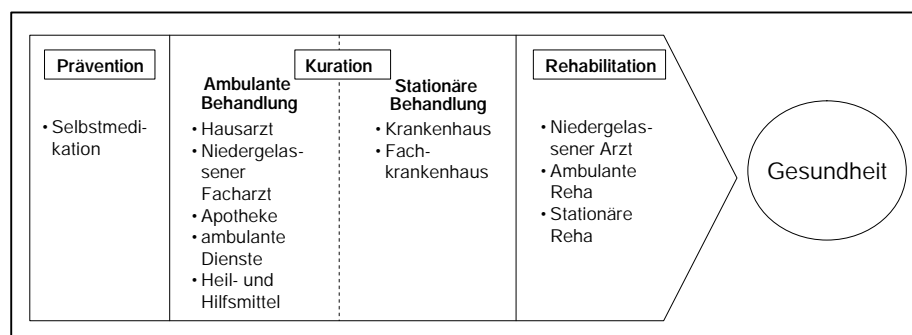 Prävention
• Selbstmedi-
kation
Kuration
Ambulante
Behandlung
• Hausarzt
• Niedergelas-
sener
Facharzt
• Apotheke
• ambulante
Dienste
• Heil- und
Hilfsmittel
Stationäre
Behandlung
• Krankenhaus
• Fach-
krankenhaus
Rehabilitation
• Niedergelas-
sener Arzt
• Ambulante
Reha
• Stationäre
Reha
Gesundheit